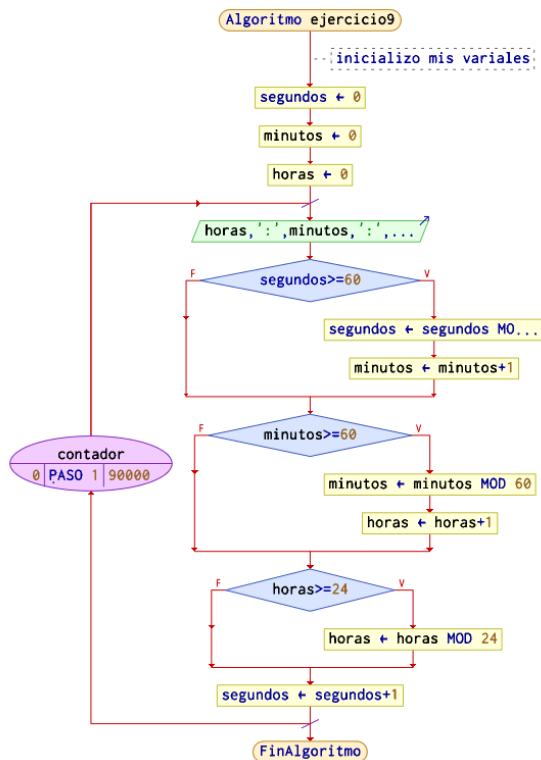 Algoritmo ejercicio9
inicializo mis variales
segundos ← 0
minutos ← 0
horas ← 0
horas,':',minutos,':',...
segundos>=60
F
V
segundos ← segundos MO...
minutos ← minutos+1
minutos>=60
F
V
contador
0 PASO 1 90000
minutos ← minutos MOD 60
horas ← horas+1
horas>=24
F
V
horas ← horas MOD 24
segundos ← segundos+1
FinAlgoritmo